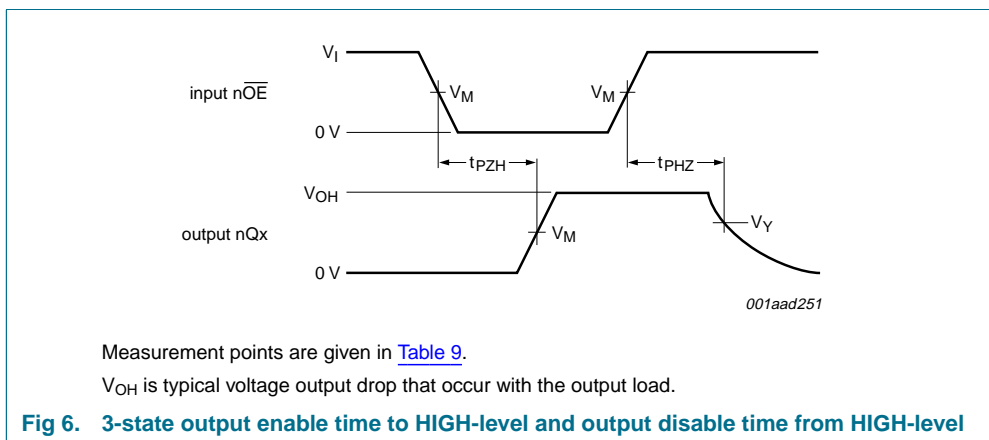 VI
input nOE
VM
VM
0 V
tPZH
tPHZ
VOH
output nQx
VM
VY
0 V
001aad251
Measurement points are given in Table 9.
VOH is typical voltage output drop that occur with the output load.
Fig 6. 3-state output enable time to HIGH-level and output disable time from HIGH-level